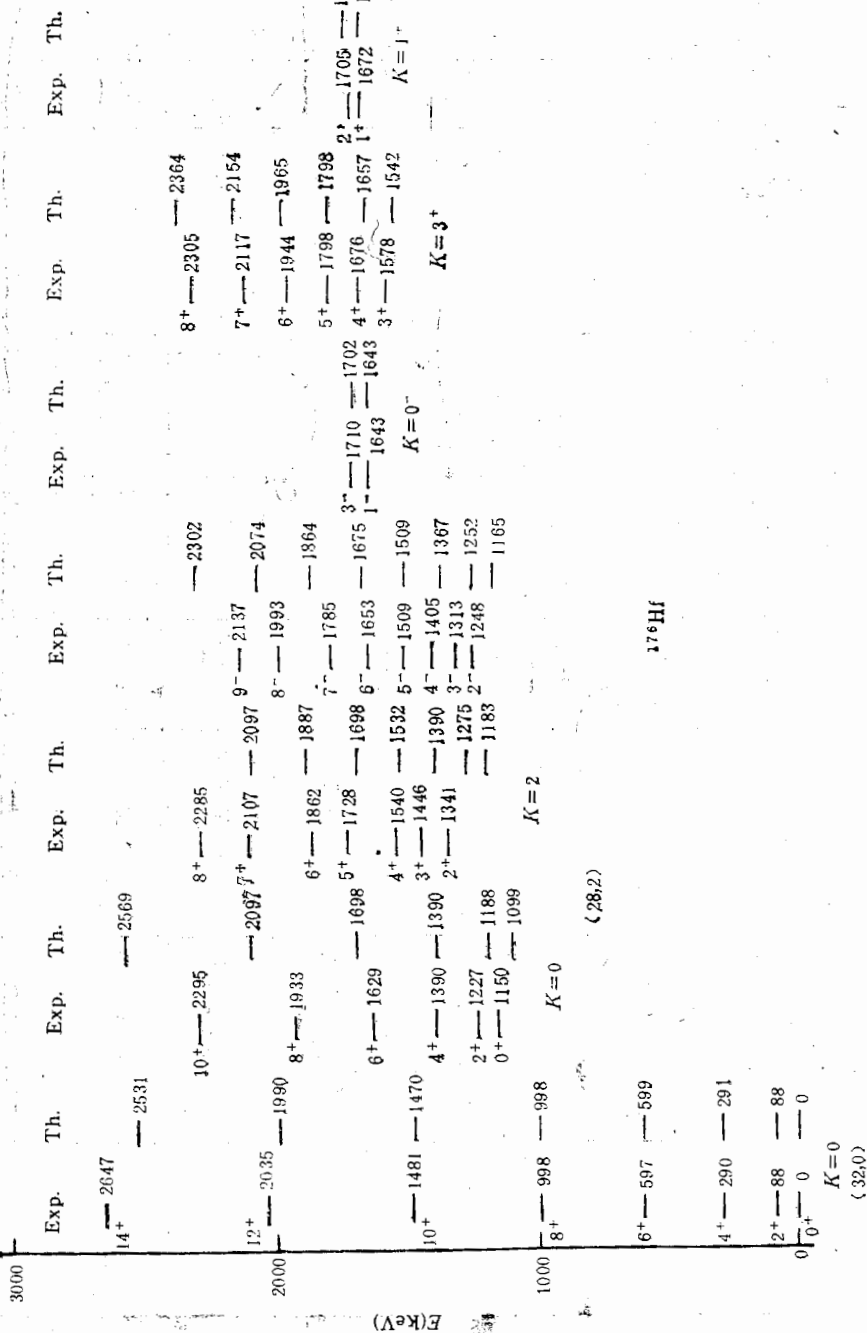 E(keV)
3000
2000
1000
0
Exp. Th.
14+ 2647 2531
12+ 2035 1990
10+ 1481 1470
8+ 998 998
6+ 597 599
4+ 290 291
2+ 88 88
0+ 0 0
K=0
(32,0)
Exp. Th.
2569
10+ 2295 2097
8+ 1933 1698
6+ 1629
4+ 1390 1390
2+ 1227 1188
0+ 1150 1099
K=0
(28,2)
Exp. Th.
8+ 2285
7+ 2107 2097
6+ 1862 1887
5+ 1728 1698
4+ 1540 1532
3+ 1446 1390
2+ 1341 1275
1183
K=2
Exp. Th.
2302
9- 2137 2074
8- 1993 1864
7- 1785
6- 1653 1675
5- 1509 1509
4- 1405 1367
3- 1313 1252
2- 1248 1165
Exp. Th.
3- 1710 1702
1- 1643 1643
K=0-
Exp. Th.
8+ 2305 2364
7+ 2117 2154
6+ 1944 1965
5+ 1798 1798
4+ 1676 1657
3+ 1578 1542
K=3+
Exp. Th.
2+ 1705
1+ 1672
K=1+
176Hf